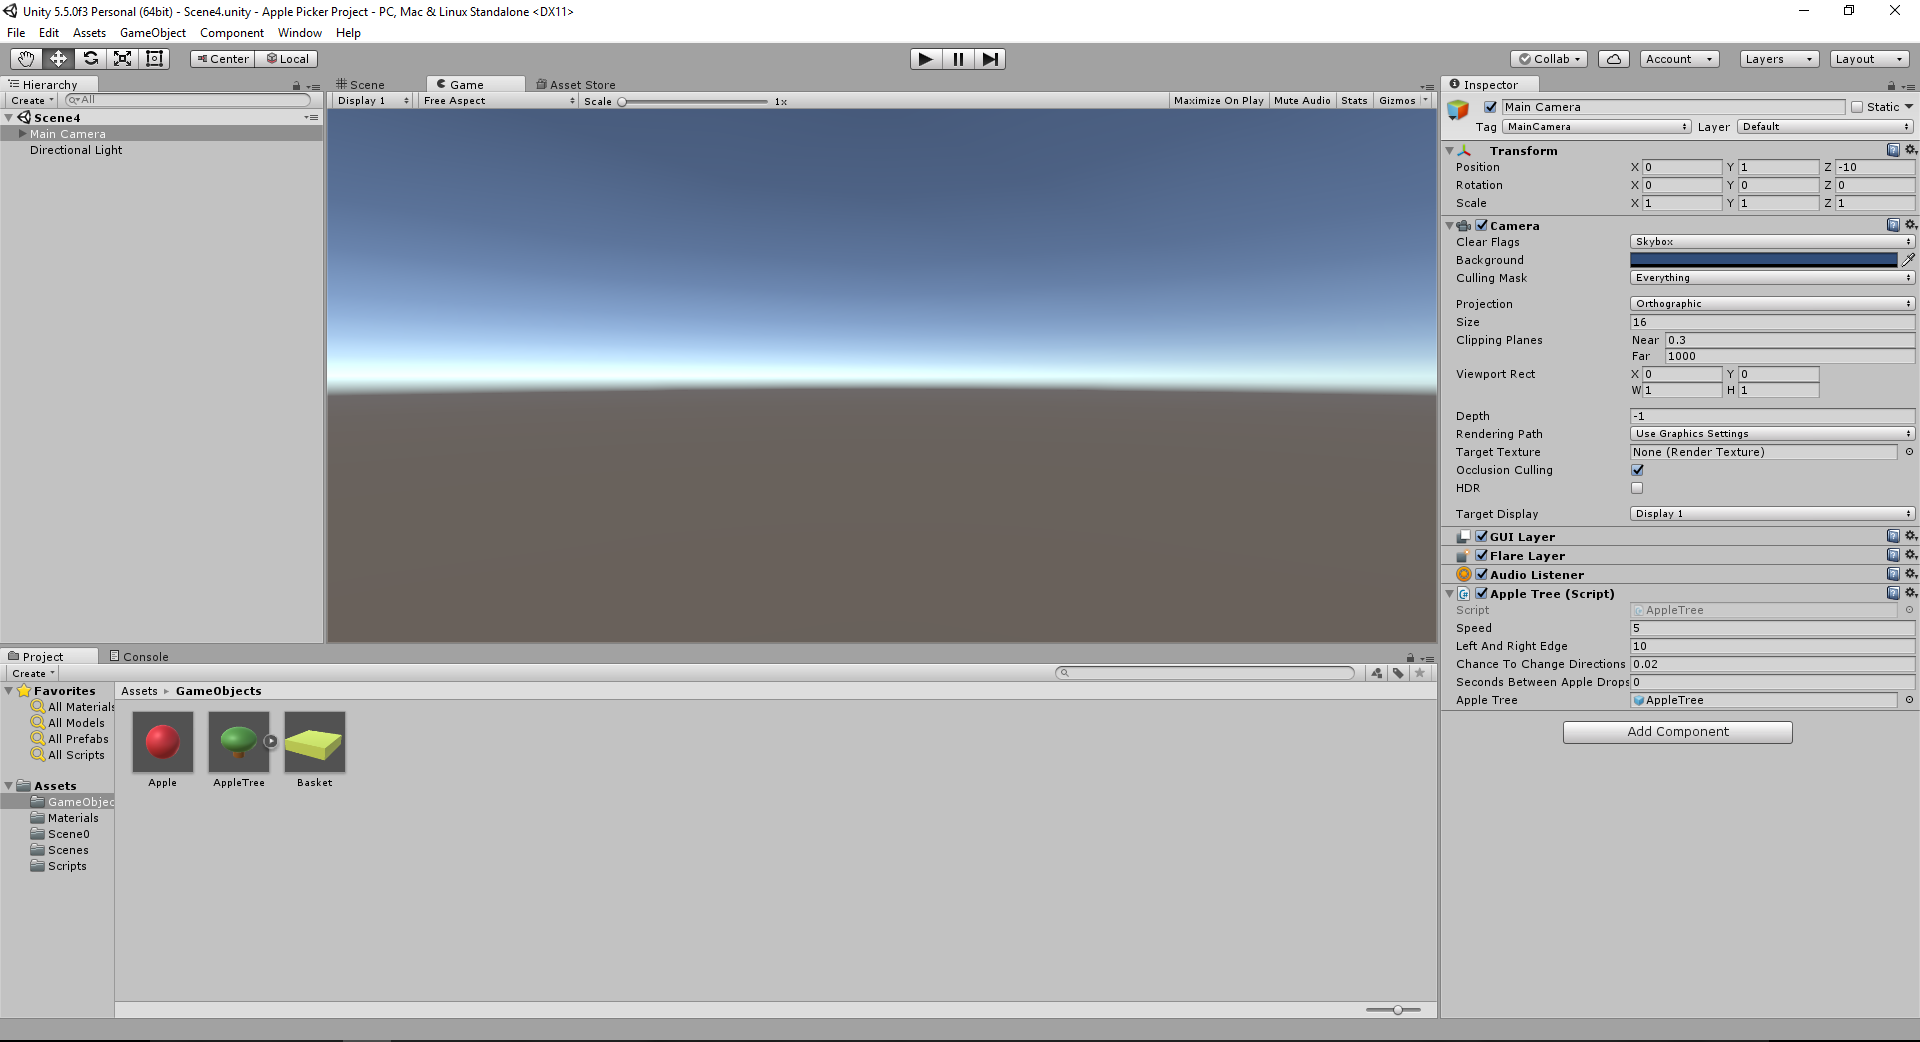 Unity 5.5.0f3 Personal (64bit) - Scene4.unity - Apple Picker Project - PC, Mac & Linux Standalone <DX11>
File Edit Assets GameObject Component Window Help
Center Local Collab Account Layers Layout
Hierarchy
Create All
Scene4
Main Camera
Directional Light
Scene Game Asset Store
Display 1 Free Aspect Scale 1x Maximize On Play Mute Audio Stats Gizmos
Inspector
Main Camera Static
Tag MainCamera Layer Default
Transform
Position X 0 Y 1 Z -10
Rotation X 0 Y 0 Z 0
Scale X 1 Y 1 Z 1
Camera
Clear Flags Skybox
Background
Culling Mask Everything
Projection Orthographic
Size 16
Clipping Planes Near 0.3
Far 1000
Viewport Rect X 0 Y 0
W 1 H 1
Depth -1
Rendering Path Use Graphics Settings
Target Texture None (Render Texture)
Occlusion Culling
HDR
Target Display Display 1
GUI Layer
Flare Layer
Audio Listener
Apple Tree (Script)
Script AppleTree
Speed 5
Left And Right Edge 10
Chance To Change Directions 0.02
Seconds Between Apple Drops 0
Apple Tree AppleTree
Add Component
Project Console
Create
Favorites
All Materials
All Models
All Prefabs
All Scripts
Assets
GameObjec
Materials
Scene0
Scenes
Scripts
Assets GameObjects
Apple AppleTree Basket